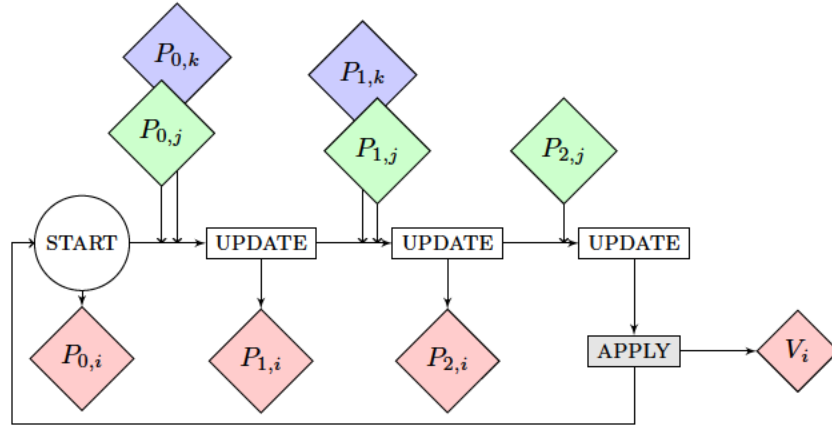 P0,k
P1,k
P0,j
P1,j
P2,j
START
UPDATE
UPDATE
UPDATE
P0,i
P1,i
P2,i
APPLY
Vi